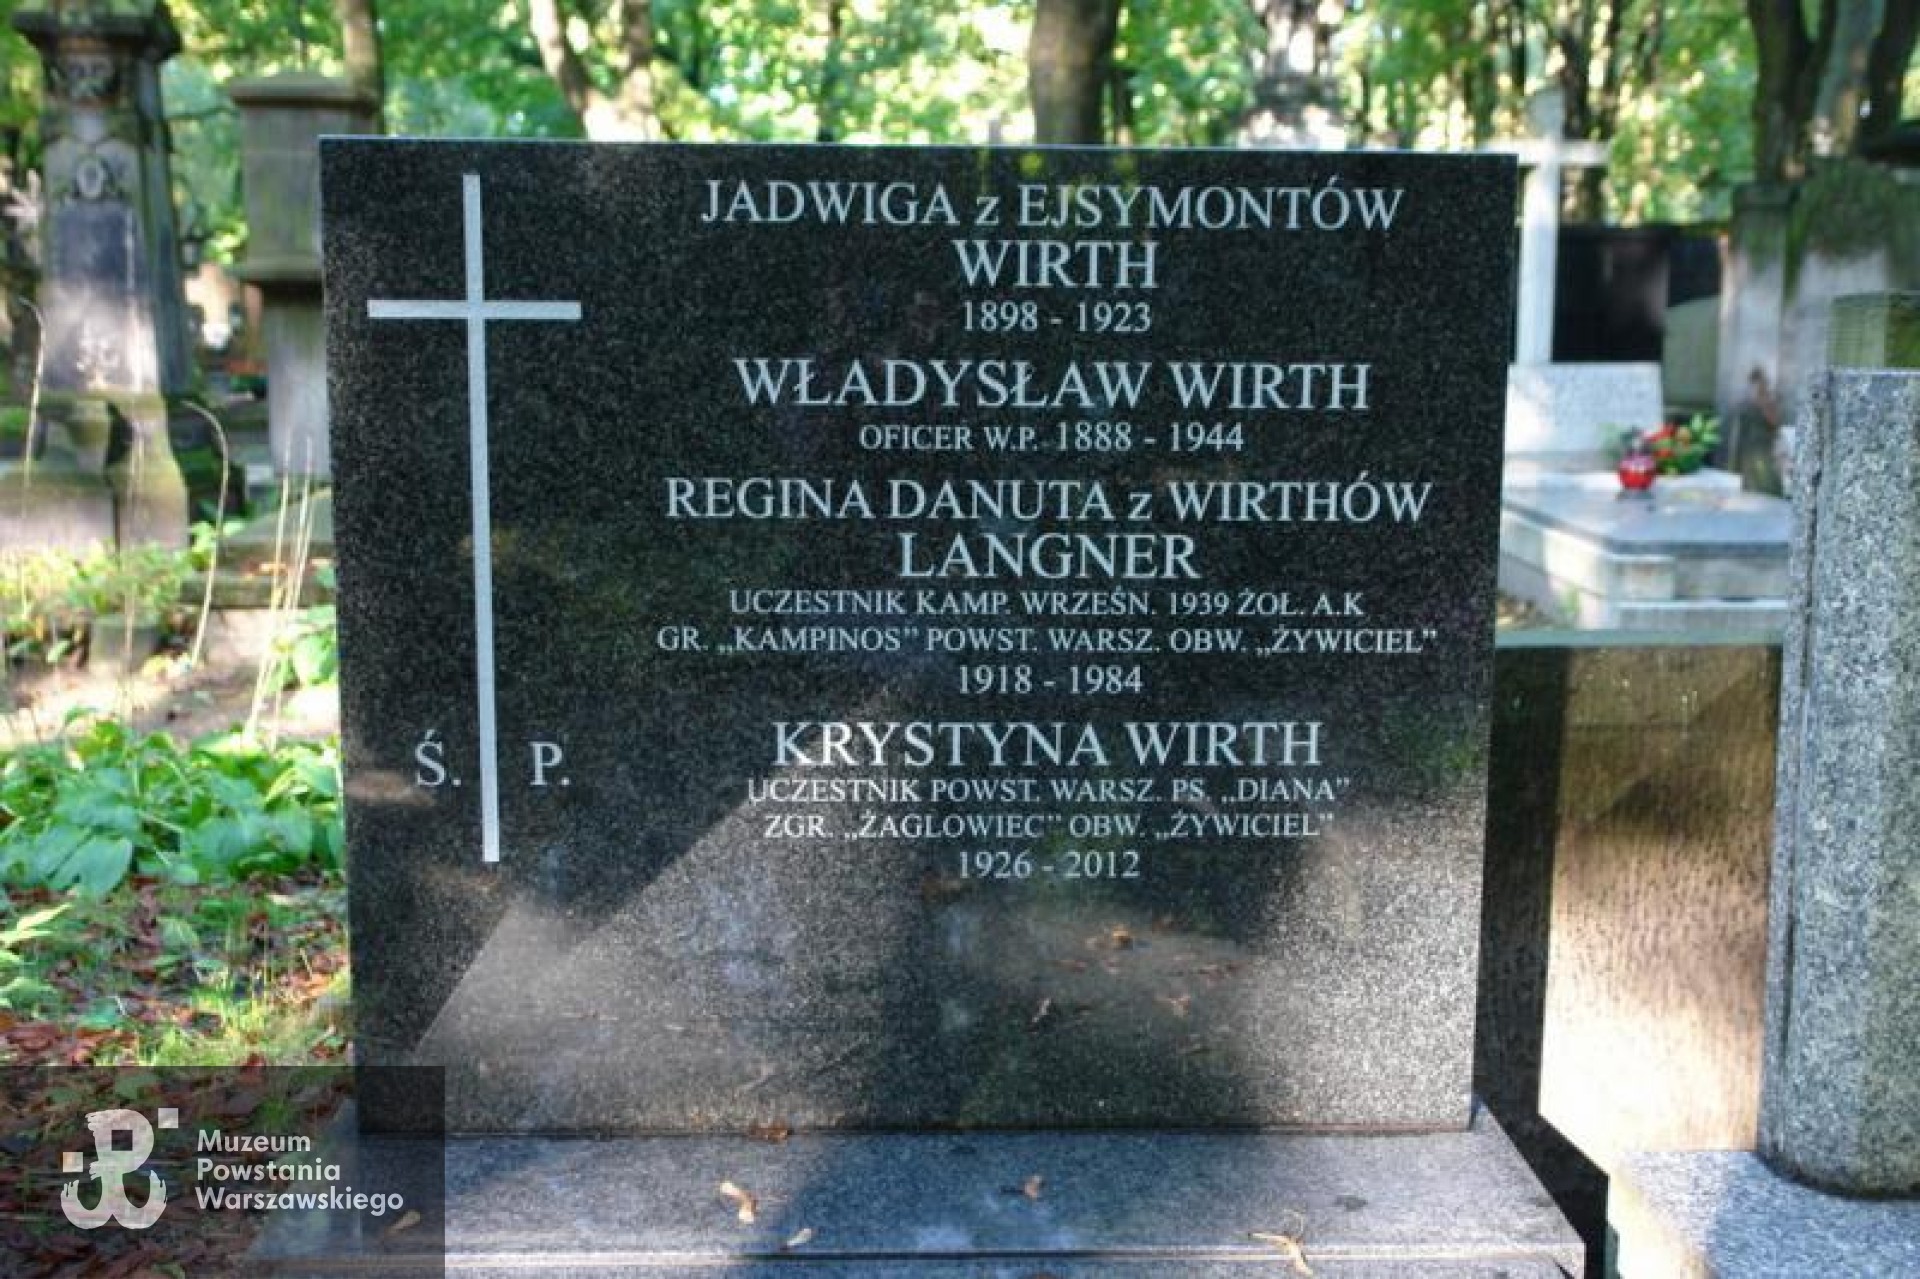 JADWIGA z EJSYMONTÓW
WIRTH
1898 - 1923
WŁADYSŁAW WIRTH
OFICER W.P. 1888 - 1944
REGINA DANUTA z WIRTHÓW
LANGNER
UCZESTNIK KAMP. WRZEŚN. 1939 ŻOŁ. A.K
GR. „KAMPINOS” POWST. WARSZ. OBW. „ŻYWICIEL”
1918 - 1984
KRYSTYNA WIRTH
UCZESTNIK POWST. WARSZ. PS. „DIANA”
ZGR. „ŻAGLOWIEC” OBW. „ŻYWICIEL”
1926 - 2012
Ś. P.
Muzeum
Powstania
Warszawskiego